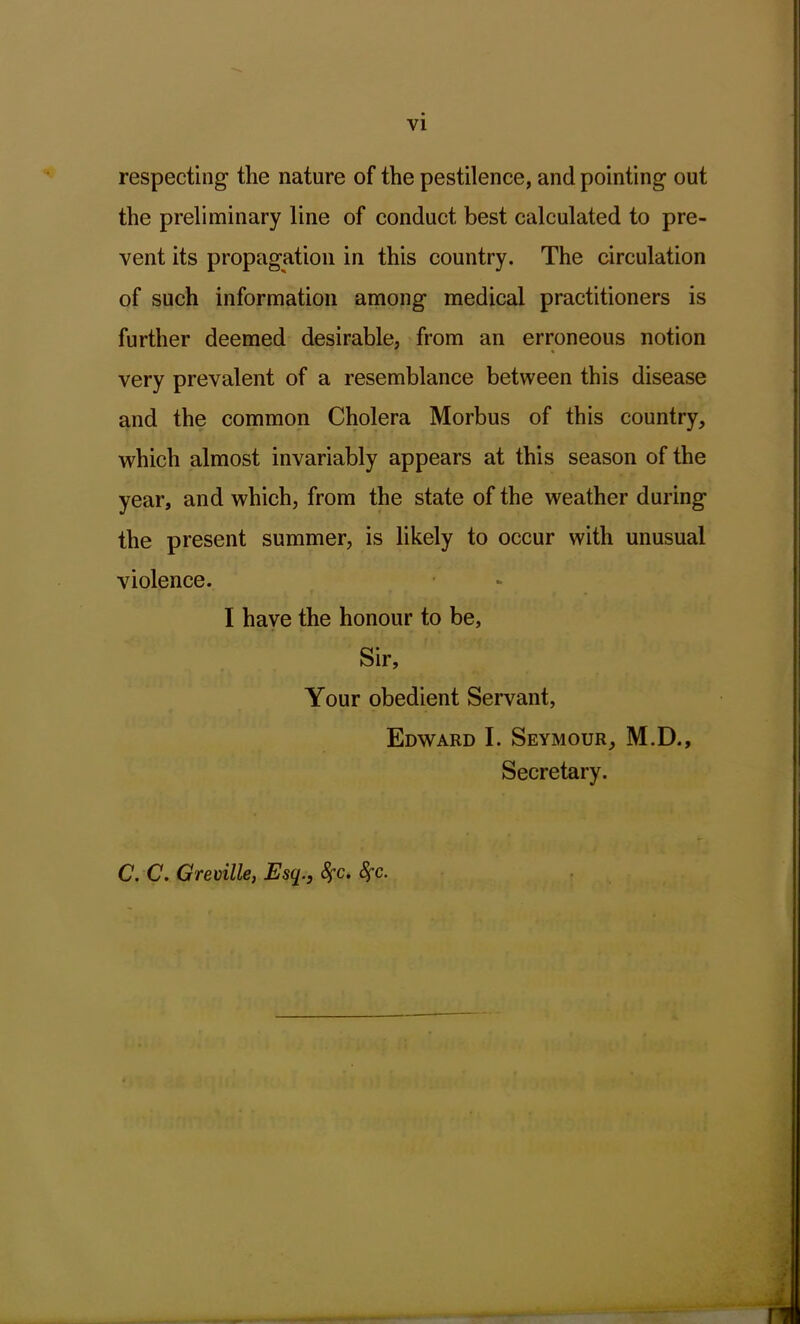 vi
respecting the nature of the pestilence, and pointing out
the preliminary line of conduct best calculated to pre-
vent its propagation in this country. The circulation
of such information among medical practitioners is
further deemed desirable, from an erroneous notion
very prevalent of a resemblance between this disease
and the common Cholera Morbus of this country,
which almost invariably appears at this season of the
year, and which, from the state of the weather during
the present summer, is likely to occur with unusual
violence.
I have the honour to be,
Sir,
Your obedient Servant,
Edward I. Seymour, M.D.,
Secretary.
C. C. Greville, Esq., &c. &c.